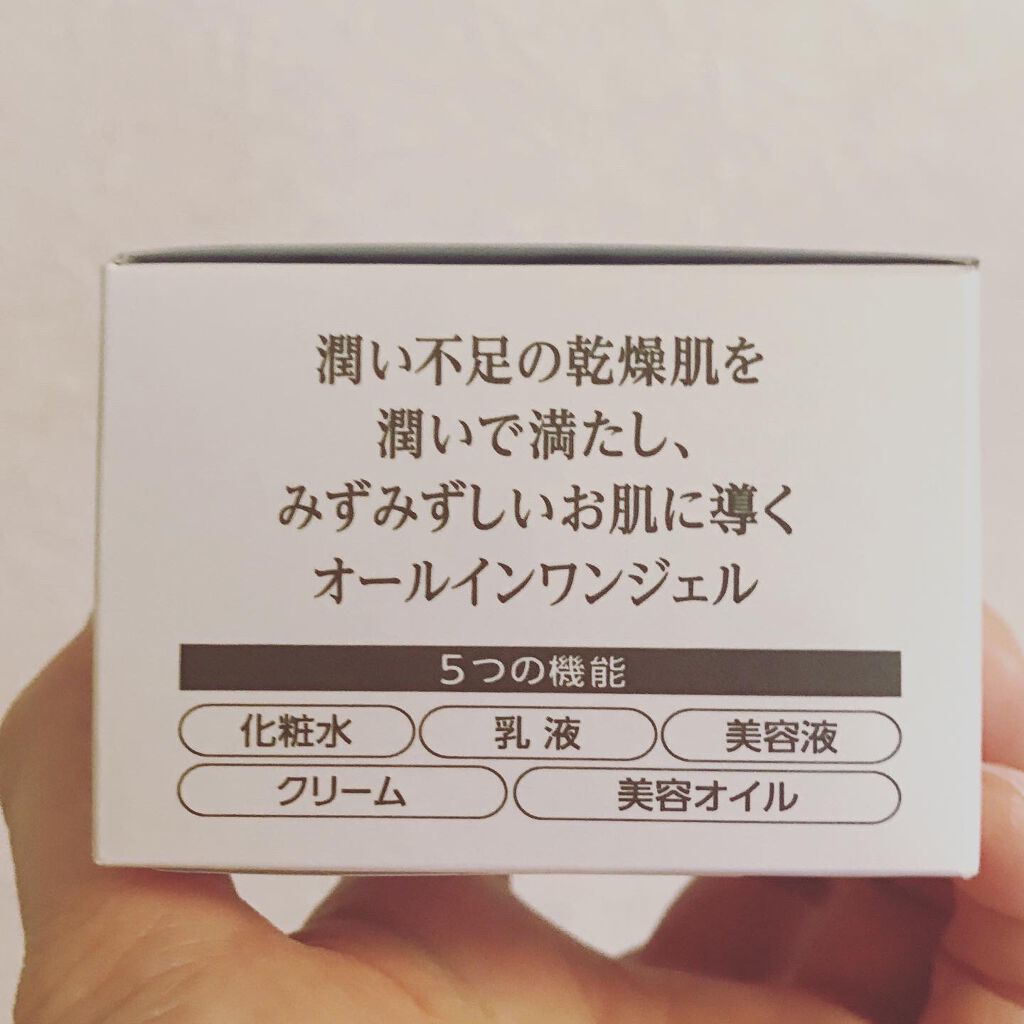 潤い不足の乾燥肌を
潤いで満たし、
みずみずしいお肌に導く
オールインワンジェル
5つの機能
化粧水 乳液 美容液
クリーム 美容オイル